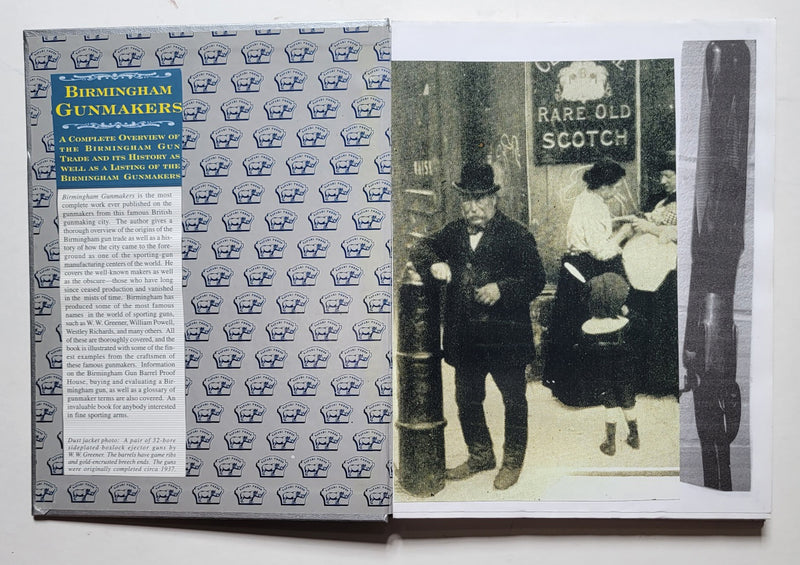 BIRMINGHAM
GUNMAKERS
A COMPLETE OVERVIEW OF
THE BIRMINGHAM GUN
TRADE AND ITS HISTORY AS
WELL AS A LISTING OF THE
BIRMINGHAM GUNMAKERS
Birmingham Gunmakers is the most
complete work ever published on the
gunmakers from this famous British
gunmaking city. The author gives a
thorough overview of the origins of the
Birmingham gun trade as well as a his-
tory of how the city came to the fore-
ground as one of the sporting-gun
manufacturing centers of the world. He
covers the well-known makers as well
as the obscure—those who have long
since ceased production and vanished
in the mists of time. Birmingham has
produced some of the most famous
names in the world of sporting guns,
such as W. W. Greener, William Powell,
Westley Richards, and many others. All
of these are thoroughly covered, and the
book is illustrated with some of the fin-
est examples from the craftsmen of
these famous gunmakers. Information
on the Birmingham Gun Barrel Proof
House, buying and evaluating a Bir-
mingham gun, as well as a glossary of
gunmaker terms are also covered. An
invaluable book for anybody interested
in fine sporting arms.
Dust jacket photo: A pair of 32-bore
sideplated-boxlock ejector guns by
W. W. Greener. The barrels have game ribs
and gold-encrusted breech ends. The guns
were originally completed circa 1937.
RARE OLD
SCOTCH